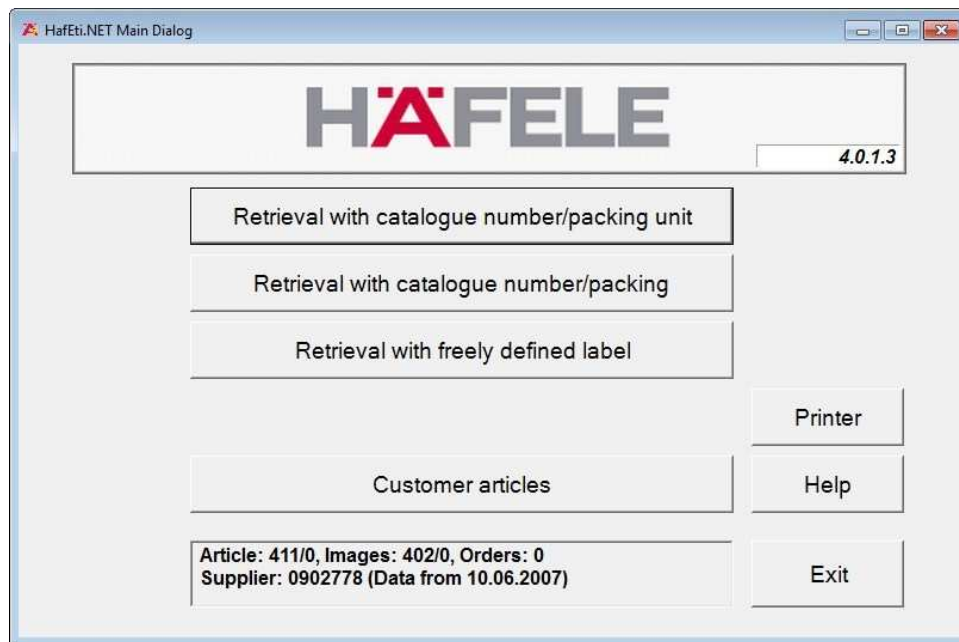 HafEti.NET Main Dialog
HÄFELE
4.0.1.3
Retrieval with catalogue number/packing unit
Retrieval with catalogue number/packing
Retrieval with freely defined label
Printer
Customer articles
Help
Article: 411/0, Images: 402/0, Orders: 0
Supplier: 0902778 (Data from 10.06.2007)
Exit